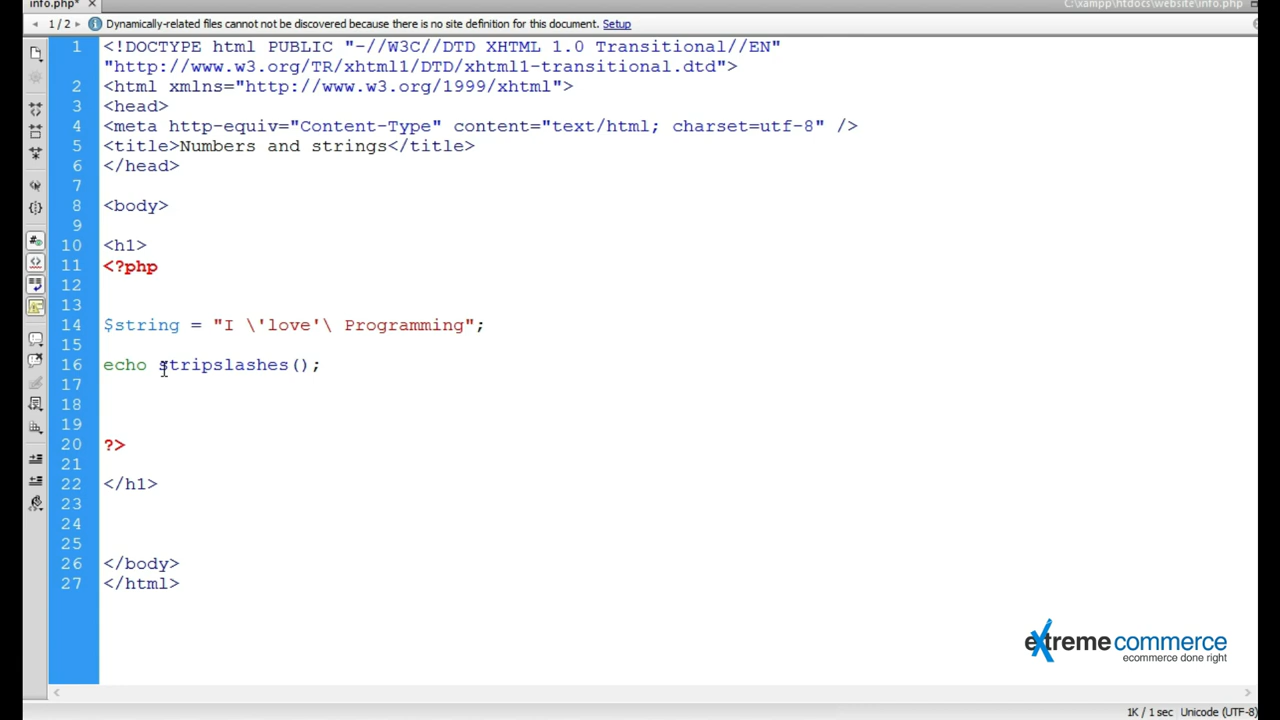 info.php* ×
C:\xampp\htdocs\website\info.php
1 / 2 Dynamically-related files cannot be discovered because there is no site definition for this document. Setup
1 <!DOCTYPE html PUBLIC "-//W3C//DTD XHTML 1.0 Transitional//EN"
"http://www.w3.org/TR/xhtml1/DTD/xhtml1-transitional.dtd">
2 <html xmlns="http://www.w3.org/1999/xhtml">
3 <head>
4 <meta http-equiv="Content-Type" content="text/html; charset=utf-8" />
5 <title>Numbers and strings</title>
6 </head>
7
8 <body>
9
10 <h1>
11 <?php
12
13
14 $string = "I \'love'\ Programming";
15
16 echo stripslashes();
17
18
19
20 ?>
21
22 </h1>
23
24
25
26 </body>
27 </html>
extreme commerce
ecommerce done right
1K / 1 sec Unicode (UTF-8)